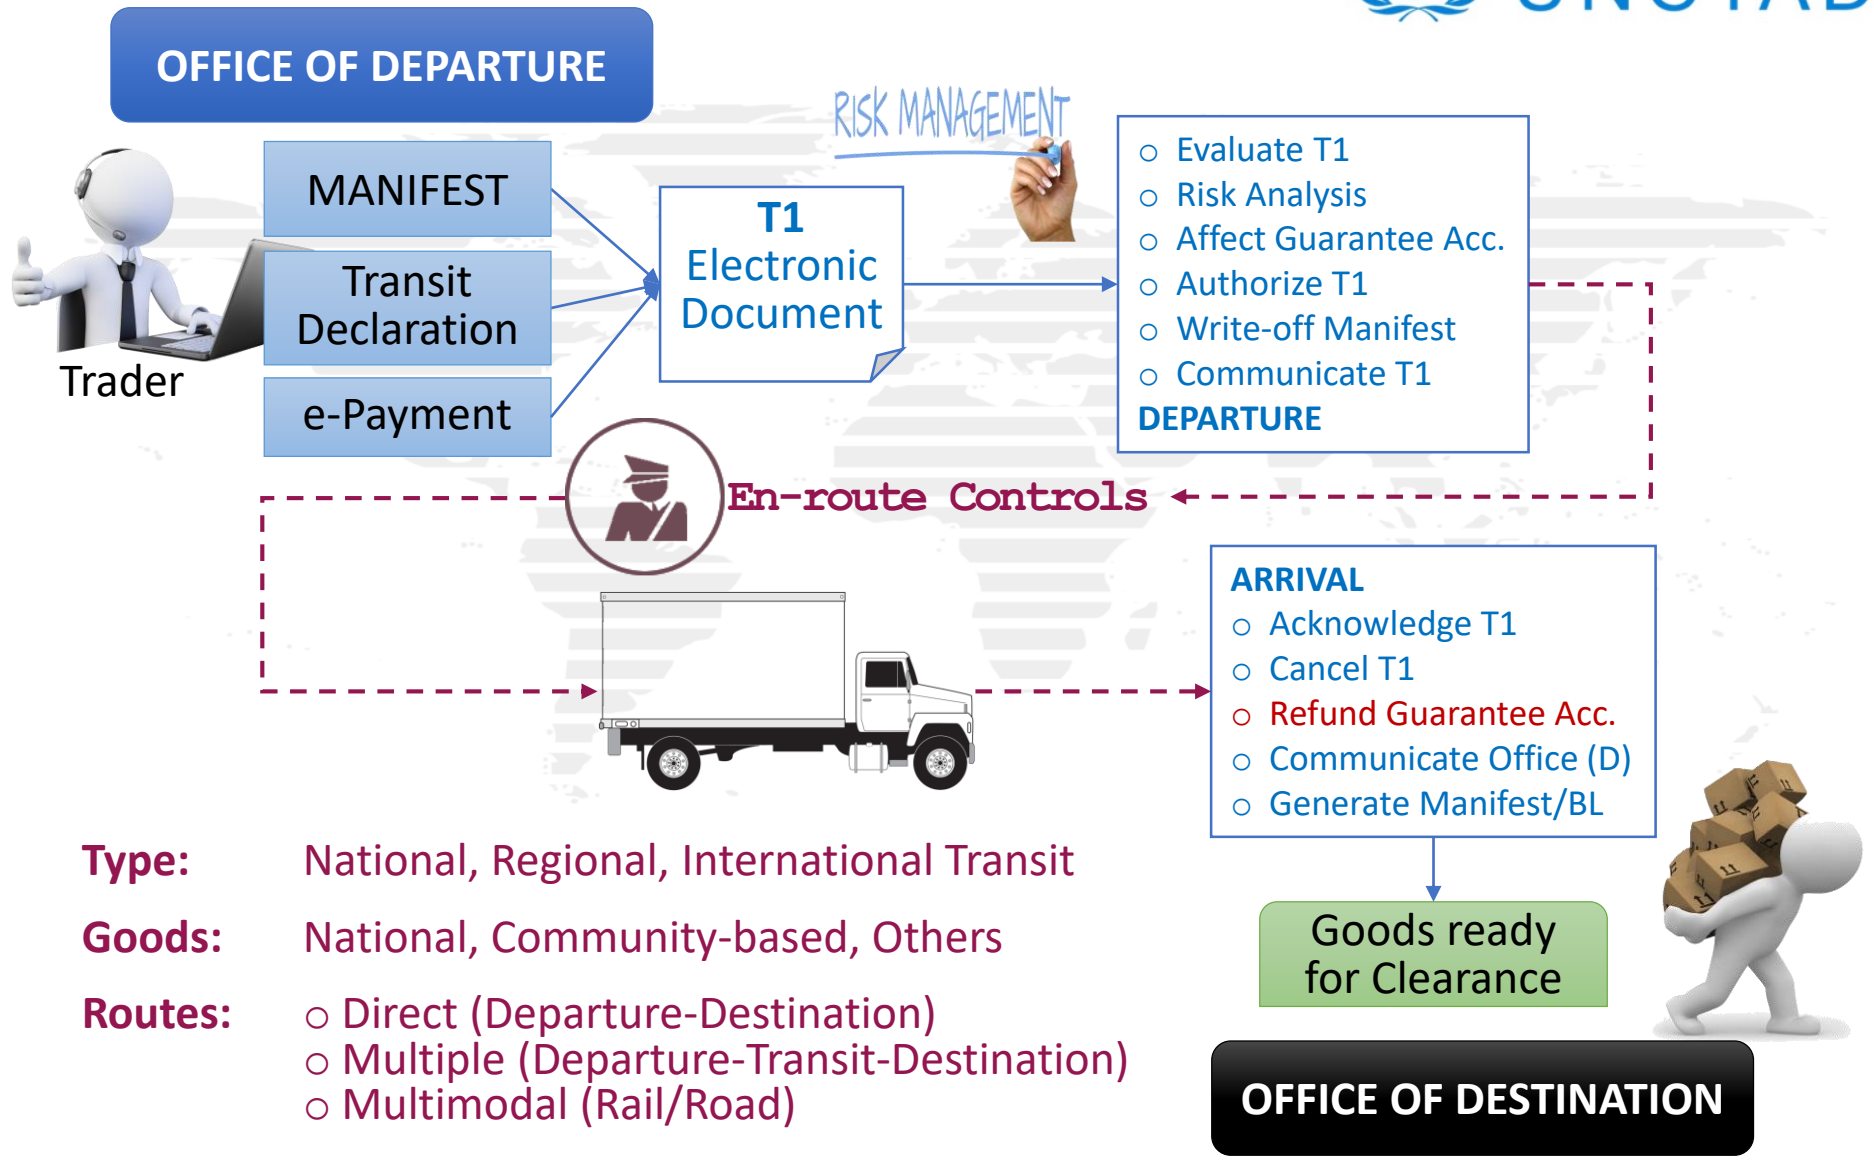 UNCTAD
OFFICE OF DEPARTURE
RISK MANAGEMENT
MANIFEST
Transit
Declaration
e-Payment
Trader
T1
Electronic
Document
o Evaluate T1
o Risk Analysis
o Affect Guarantee Acc.
o Authorize T1
o Write-off Manifest
o Communicate T1
DEPARTURE
En-route Controls
ARRIVAL
o Acknowledge T1
o Cancel T1
o Refund Guarantee Acc.
o Communicate Office (D)
o Generate Manifest/BL
Type: National, Regional, International Transit
Goods: National, Community-based, Others
Routes: o Direct (Departure-Destination)
o Multiple (Departure-Transit-Destination)
o Multimodal (Rail/Road)
Goods ready
for Clearance
OFFICE OF DESTINATION